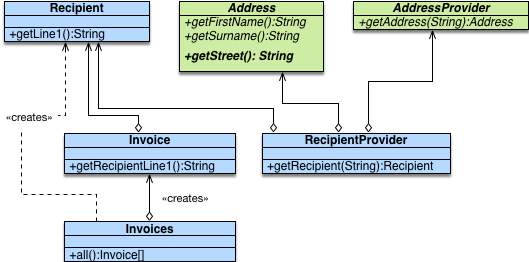 Recipient
+getLine1():String
Address
+getFirstName():String
+getSurname():String
+getStreet(): String
AddressProvider
+getAddress(String):Address
«creates»
Invoice
+getRecipientLine1():String
RecipientProvider
+getRecipient(String):Recipient
«creates»
Invoices
+all():Invoice[]